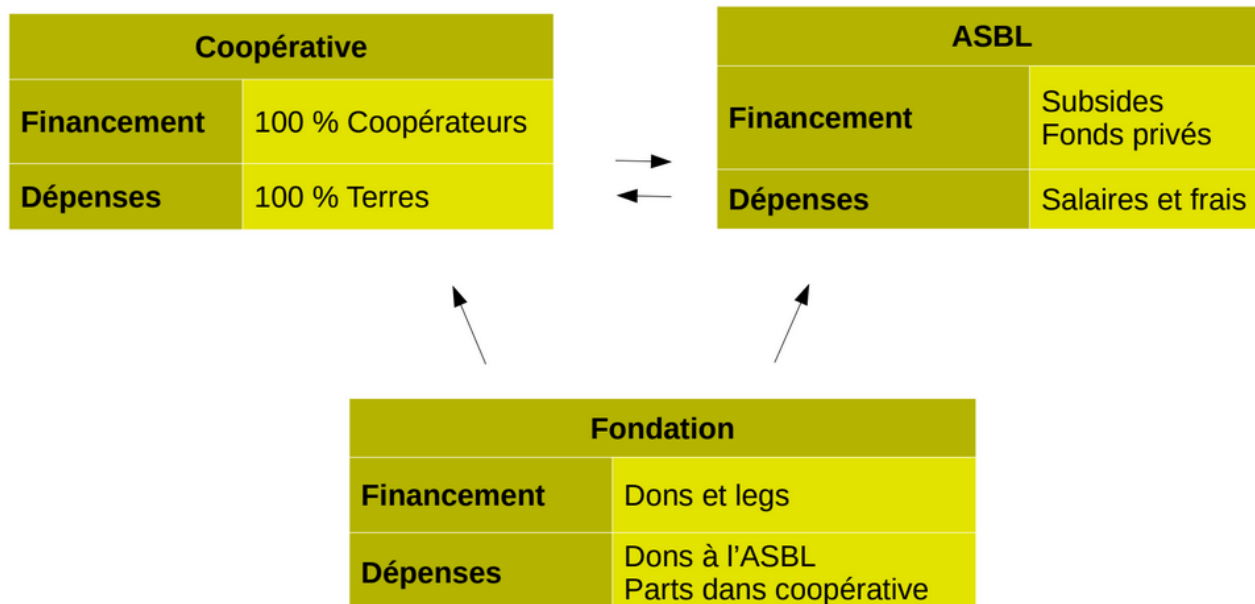 Coopérative
Financement 100 % Coopérateurs
Dépenses 100 % Terres
ASBL
Financement Subsides
Fonds privés
Dépenses Salaires et frais
Fondation
Financement Dons et legs
Dépenses Dons à l’ASBL
Parts dans coopérative